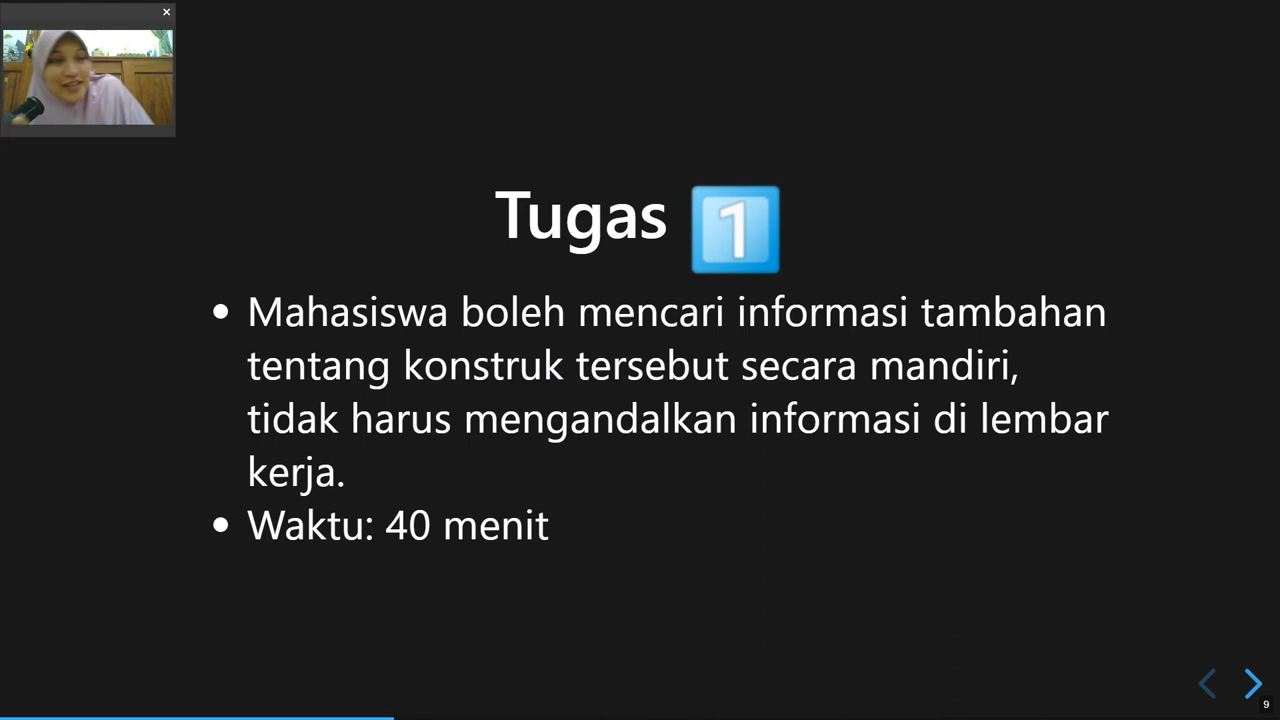 ×
Tugas 1
• Mahasiswa boleh mencari informasi tambahan
tentang konstruk tersebut secara mandiri,
tidak harus mengandalkan informasi di lembar
kerja.
• Waktu: 40 menit
9